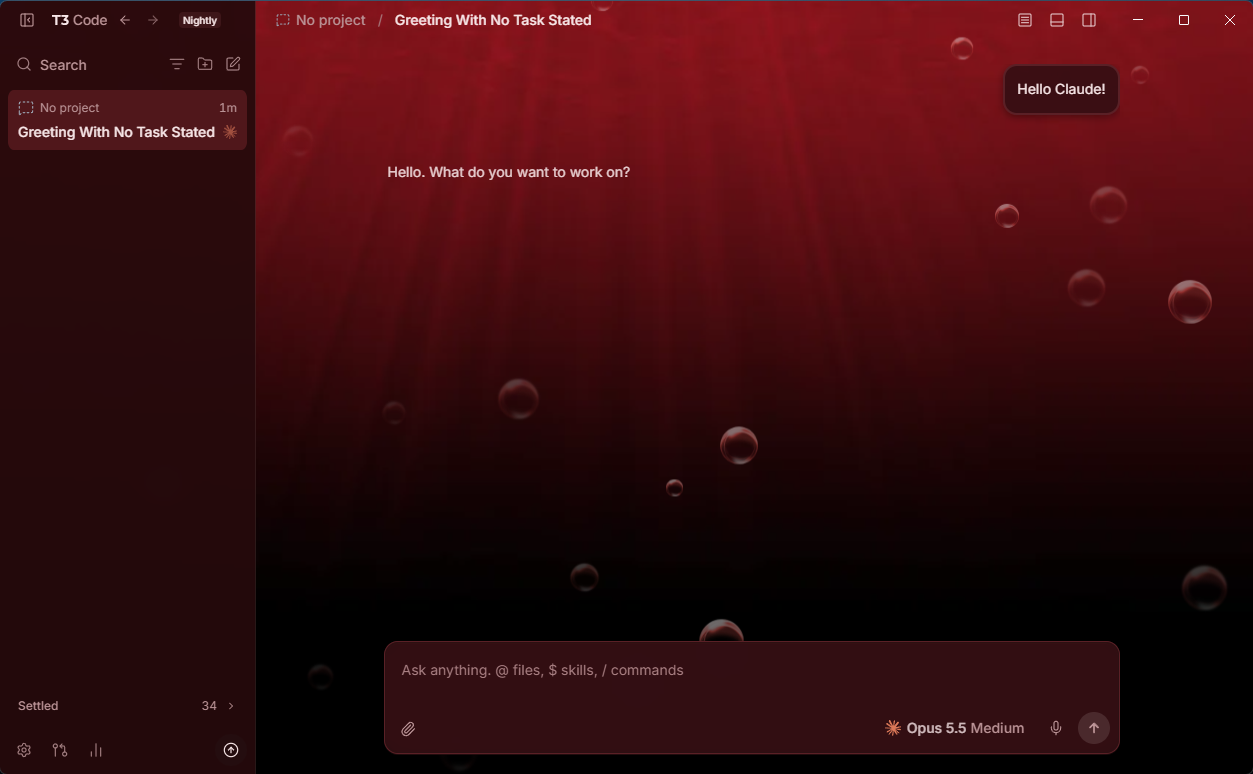 T3 Code
Nightly
No project / Greeting With No Task Stated
Search
No project
1m
Greeting With No Task Stated
Hello Claude!
Hello. What do you want to work on?
Ask anything. @ files, $ skills, / commands
Opus 5.5 Medium
Settled
34